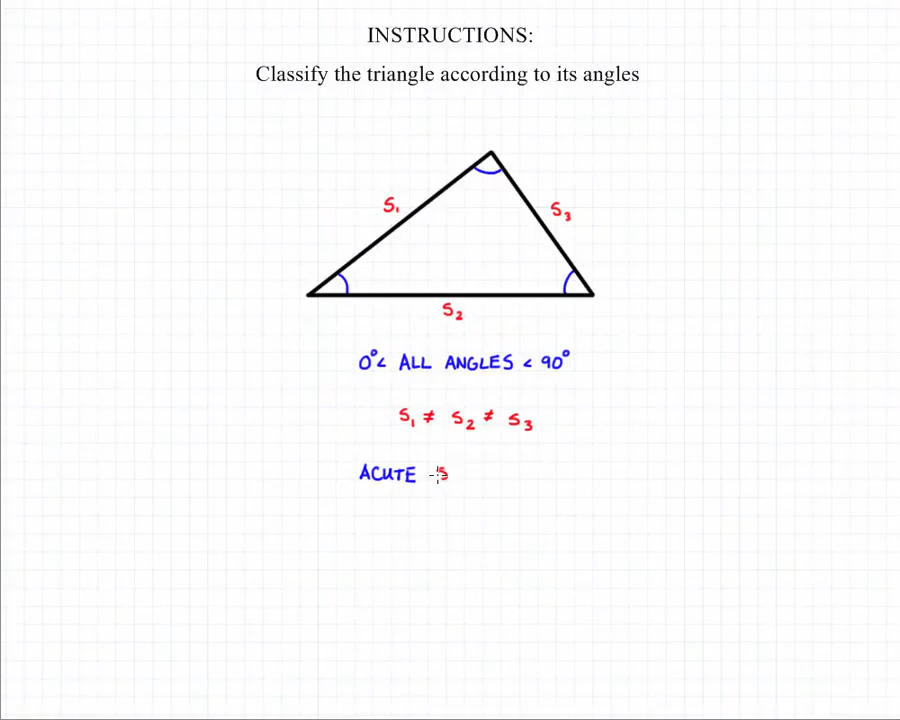 INSTRUCTIONS:
Classify the triangle according to its angles
S₁
S₃
S₂
0°< ALL ANGLES < 90°
S₁ ≠ S₂ ≠ S₃
ACUTE S